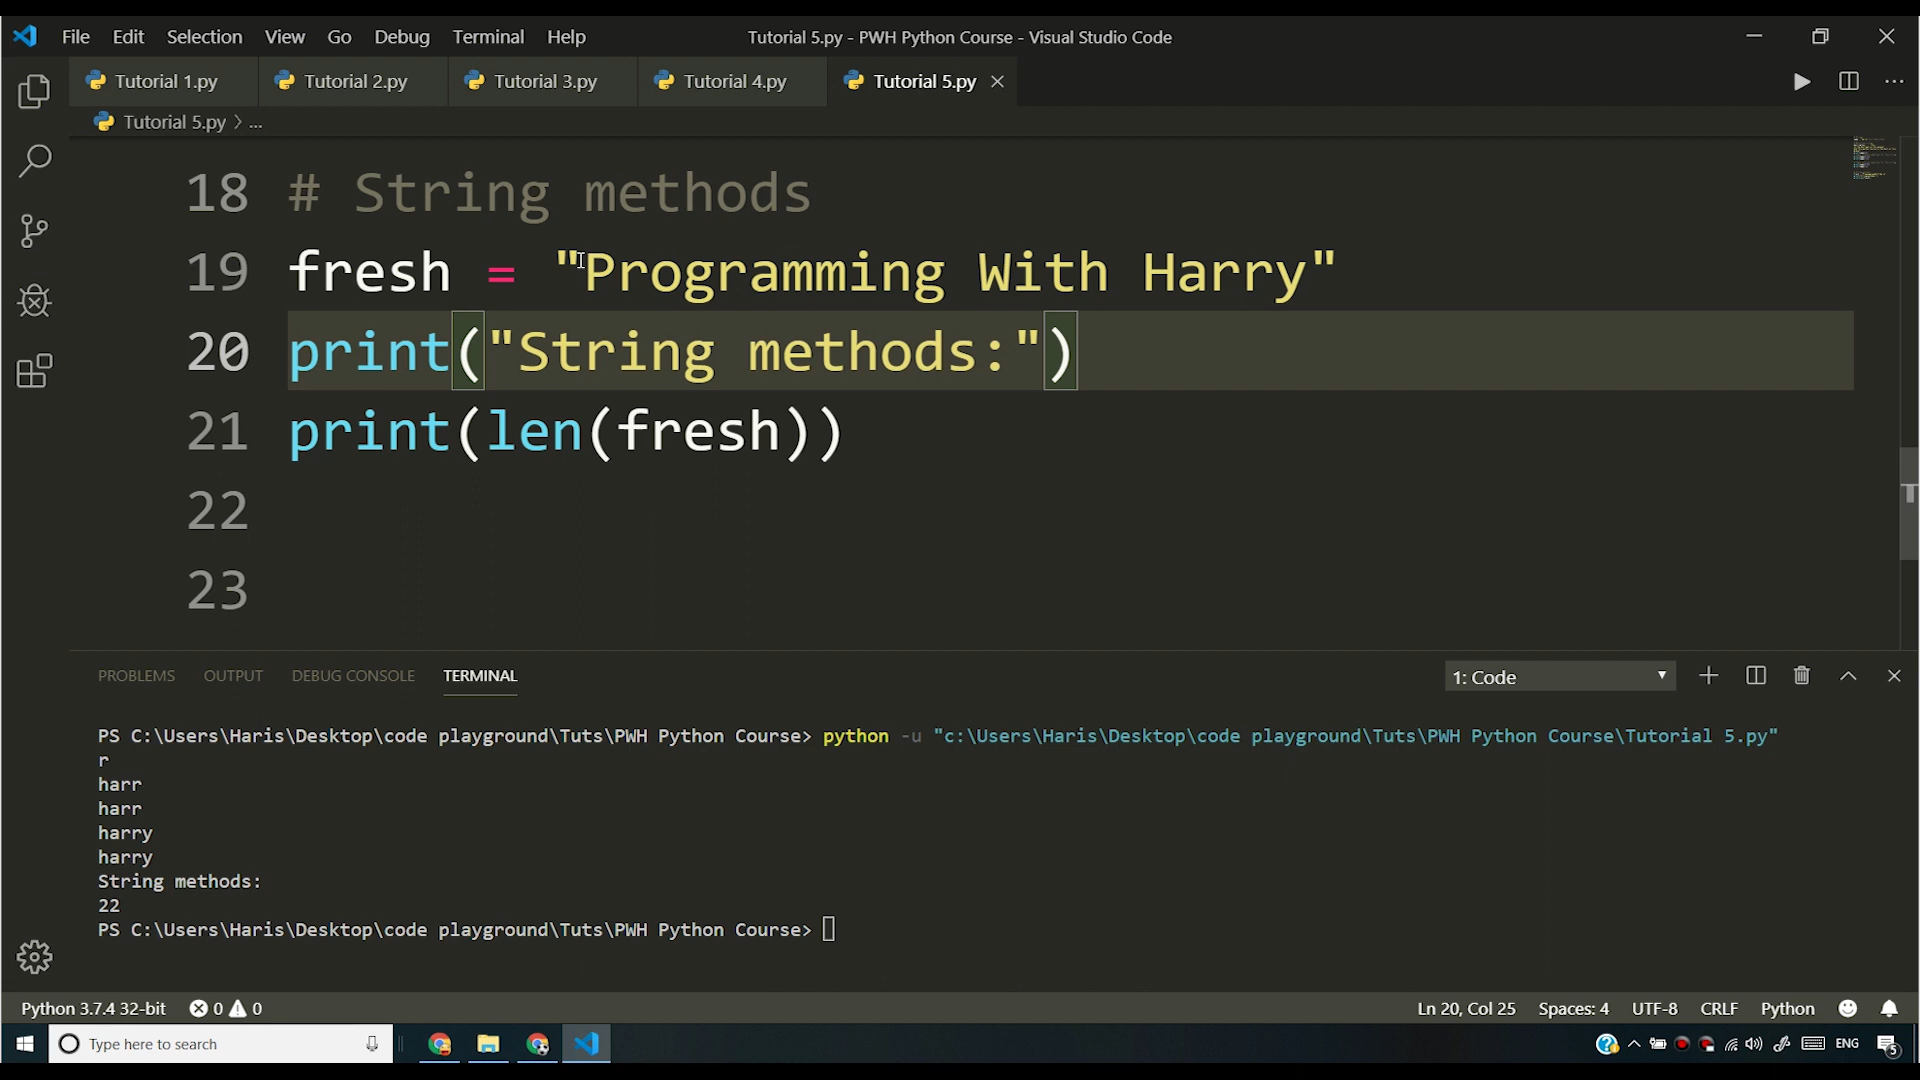 File Edit Selection View Go Debug Terminal Help Tutorial 5.py - PWH Python Course - Visual Studio Code
Tutorial 1.py Tutorial 2.py Tutorial 3.py Tutorial 4.py Tutorial 5.py
Tutorial 5.py > ...
18 # String methods
19 fresh = "Programming With Harry"
20 print("String methods:")
21 print(len(fresh))
22
23
PROBLEMS OUTPUT DEBUG CONSOLE TERMINAL 1: Code
PS C:\Users\Haris\Desktop\code playground\Tuts\PWH Python Course> python -u "c:\Users\Haris\Desktop\code playground\Tuts\PWH Python Course\Tutorial 5.py"
r
harr
harr
harry
harry
String methods:
22
PS C:\Users\Haris\Desktop\code playground\Tuts\PWH Python Course>
Python 3.7.4 32-bit 0 0 Ln 20, Col 25 Spaces: 4 UTF-8 CRLF Python
Type here to search ENG 5